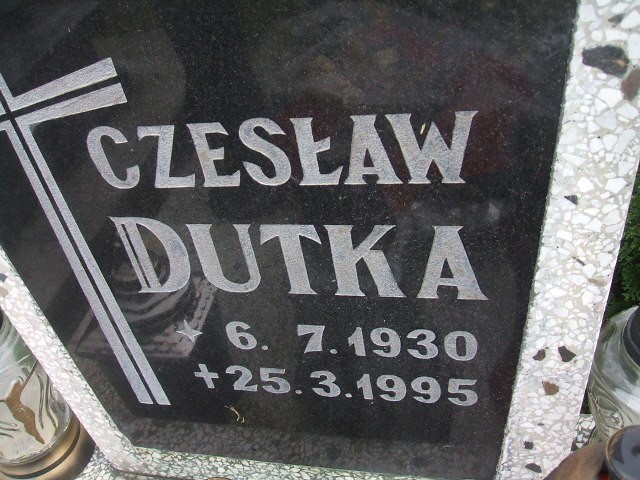 CZESŁAW
DUTKA
* 6. 7.1930
+25.3.1995